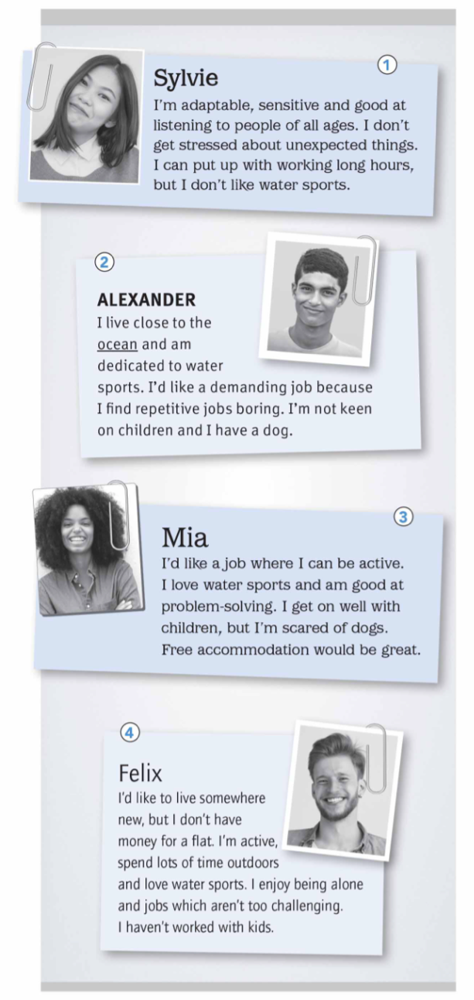 1
Sylvie
I'm adaptable, sensitive and good at
listening to people of all ages. I don't
get stressed about unexpected things.
I can put up with working long hours,
but I don't like water sports.
2
ALEXANDER
I live close to the
ocean and am
dedicated to water
sports. I'd like a demanding job because
I find repetitive jobs boring. I'm not keen
on children and I have a dog.
3
Mia
I'd like a job where I can be active.
I love water sports and am good at
problem-solving. I get on well with
children, but I'm scared of dogs.
Free accommodation would be great.
4
Felix
I'd like to live somewhere
new, but I don't have
money for a flat. I'm active,
spend lots of time outdoors
and love water sports. I enjoy being alone
and jobs which aren't too challenging.
I haven't worked with kids.